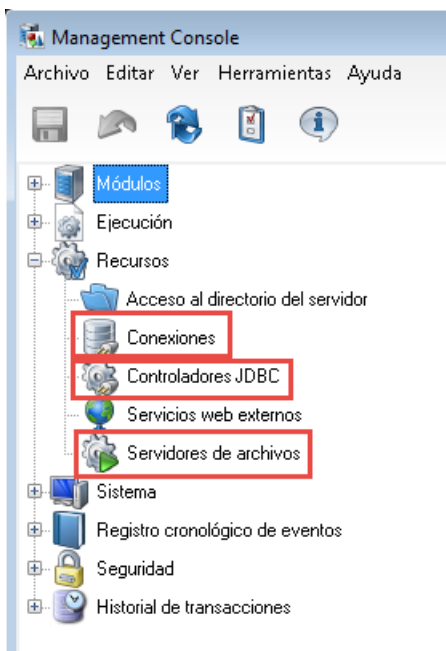 Management Console
Archivo Editar Ver Herramientas Ayuda
Módulos
Ejecución
Recursos
Acceso al directorio del servidor
Conexiones
Controladores JDBC
Servicios web externos
Servidores de archivos
Sistema
Registro cronológico de eventos
Seguridad
Historial de transacciones